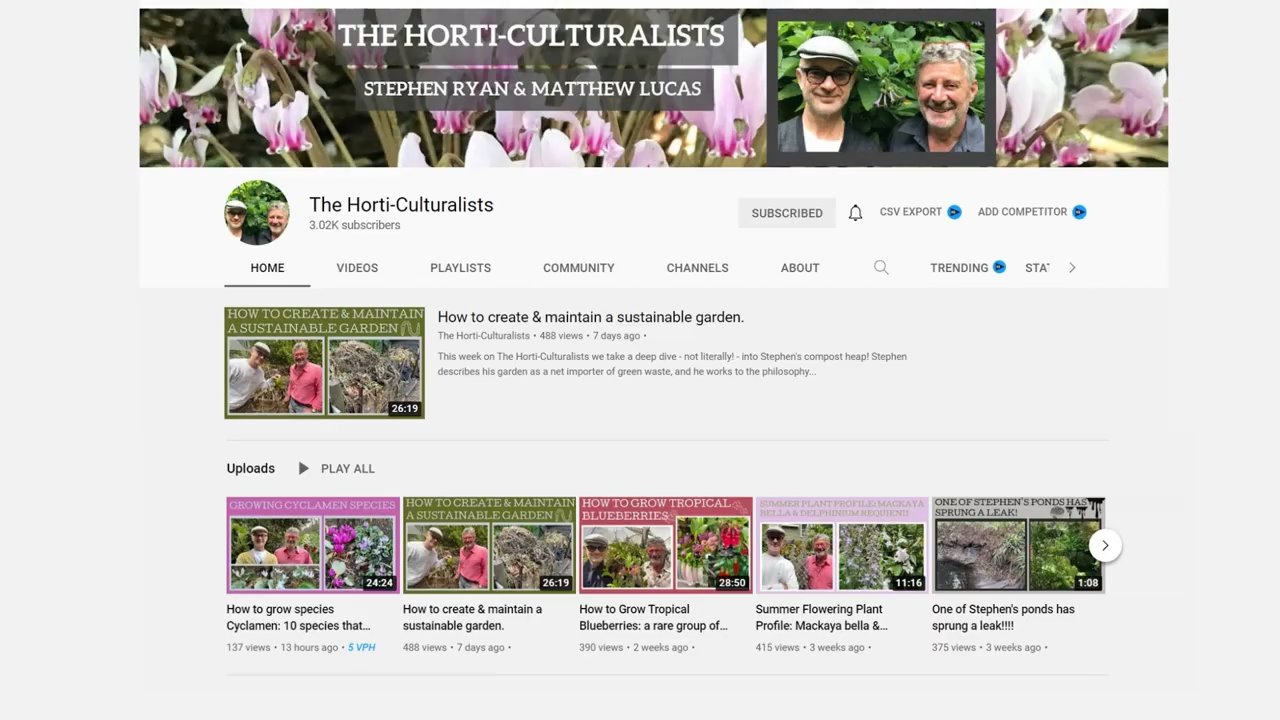 THE HORTI-CULTURALISTS
STEPHEN RYAN & MATTHEW LUCAS
The Horti-Culturalists
3.02K subscribers
SUBSCRIBED
CSV EXPORT
ADD COMPETITOR
HOME
VIDEOS
PLAYLISTS
COMMUNITY
CHANNELS
ABOUT
TRENDING
STAT
HOW TO CREATE & MAINTAIN
A SUSTAINABLE GARDEN
26:19
How to create & maintain a sustainable garden.
The Horti-Culturalists • 488 views • 7 days ago •
This week on The Horti-Culturalists we take a deep dive - not literally! - into Stephen's compost heap! Stephen
describes his garden as a net importer of green waste, and he works to the philosophy...
Uploads
PLAY ALL
GROWING CYCLAMEN SPECIES
24:24
How to grow species
Cyclamen: 10 species that...
137 views • 13 hours ago • 5 VPH
HOW TO CREATE & MAINTAIN
A SUSTAINABLE GARDEN
26:19
How to create & maintain a
sustainable garden.
488 views • 7 days ago •
HOW TO GROW TROPICAL
BLUEBERRIES
28:50
How to Grow Tropical
Blueberries: a rare group of...
390 views • 2 weeks ago •
SUMMER PLANT PROFILE: MACKAYA
BELLA & DELPHINIUM REQUIENII
11:16
Summer Flowering Plant
Profile: Mackaya bella &...
415 views • 3 weeks ago •
ONE OF STEPHEN'S PONDS HAS
SPRUNG A LEAK!
1:08
One of Stephen's ponds has
sprung a leak!!!!
375 views • 3 weeks ago •